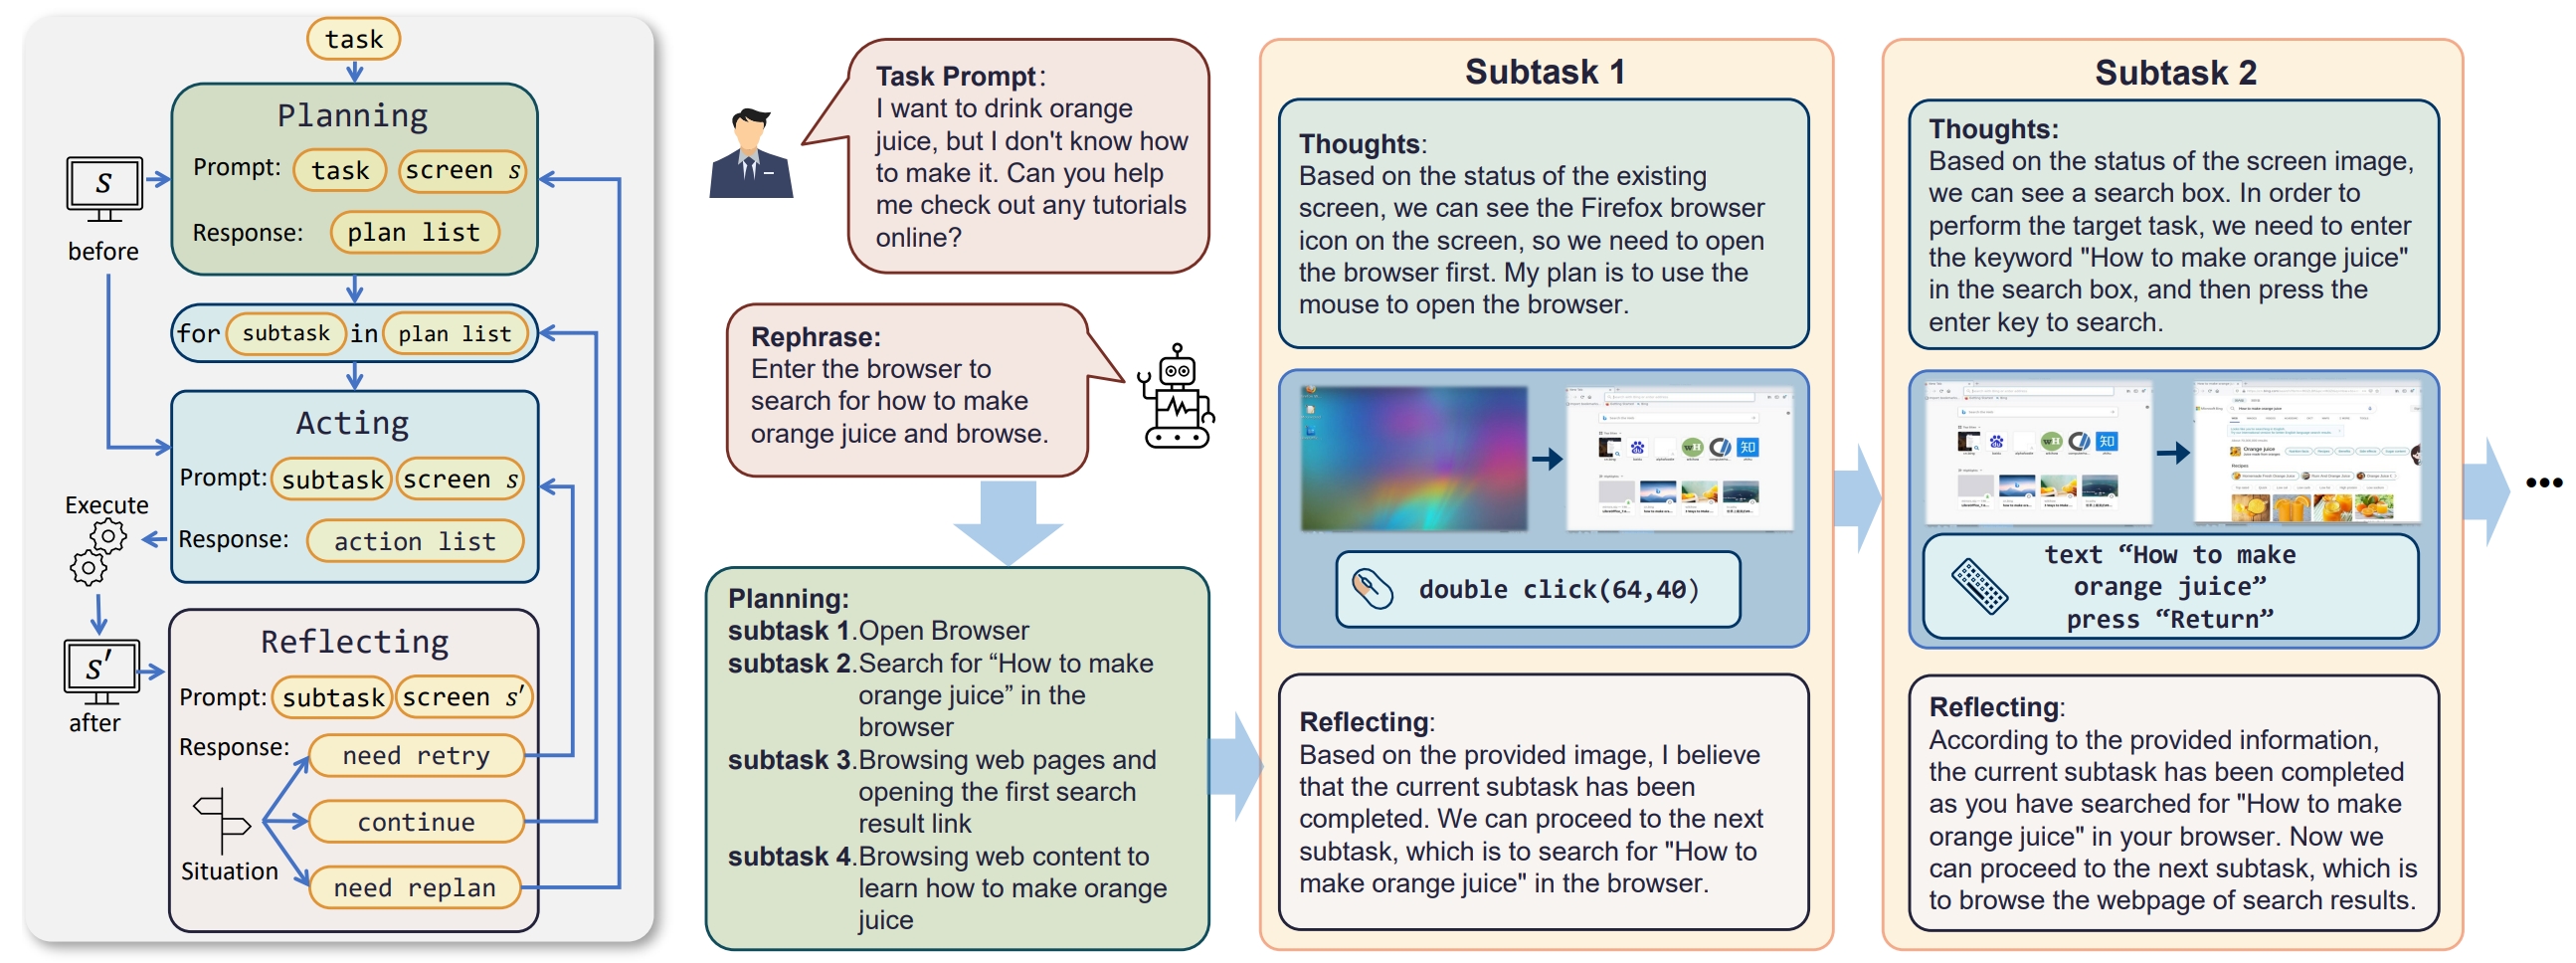 task
Planning
Prompt: task screen s
Response: plan list
s
before
for subtask in plan list
Acting
Prompt: subtask screen s
Response: action list
Execute
s′
after
Reflecting
Prompt: subtask screen s′
Response:
need retry
continue
need replan
Situation
Task Prompt:
I want to drink orange
juice, but I don't know how
to make it. Can you help
me check out any tutorials
online?
Rephrase:
Enter the browser to
search for how to make
orange juice and browse.
Planning:
subtask 1.Open Browser
subtask 2.Search for “How to make
orange juice” in the
browser
subtask 3.Browsing web pages and
opening the first search
result link
subtask 4.Browsing web content to
learn how to make orange
juice
Subtask 1
Thoughts:
Based on the status of the existing
screen, we can see the Firefox browser
icon on the screen, so we need to open
the browser first. My plan is to use the
mouse to open the browser.
知
double click(64,40)
Reflecting:
Based on the provided image, I believe
that the current subtask has been
completed. We can proceed to the next
subtask, which is to search for "How to
make orange juice" in the browser.
Subtask 2
Thoughts:
Based on the status of the screen image,
we can see a search box. In order to
perform the target task, we need to enter
the keyword "How to make orange juice"
in the search box, and then press the
enter key to search.
知
Orange juice
text “How to make
orange juice”
press “Return”
Reflecting:
According to the provided information,
the current subtask has been completed
as you have searched for "How to make
orange juice" in your browser. Now we
can proceed to the next subtask, which is
to browse the webpage of search results.
•••